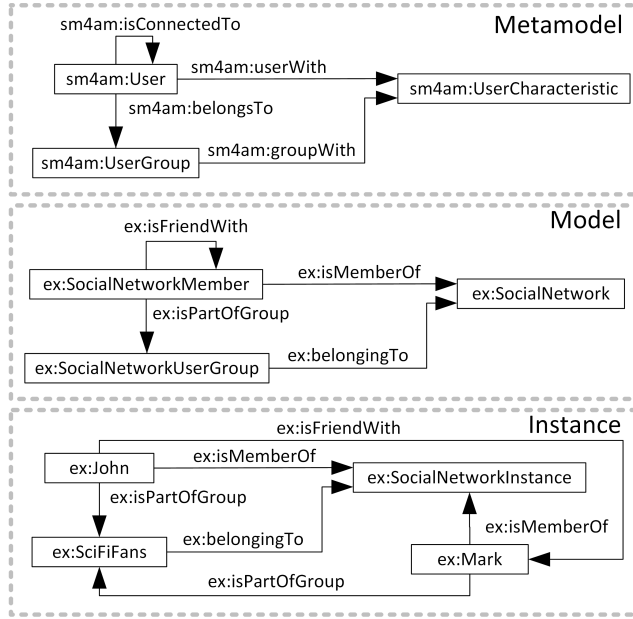 Metamodel
sm4am:isConnectedTo
sm4am:User
sm4am:userWith
sm4am:UserCharacteristic
sm4am:belongsTo
sm4am:UserGroup
sm4am:groupWith
Model
ex:isFriendWith
ex:SocialNetworkMember
ex:isMemberOf
ex:SocialNetwork
ex:isPartOfGroup
ex:SocialNetworkUserGroup
ex:belongingTo
Instance
ex:isFriendWith
ex:John
ex:isMemberOf
ex:SocialNetworkInstance
ex:isPartOfGroup
ex:SciFiFans
ex:belongingTo
ex:isMemberOf
ex:Mark
ex:isPartOfGroup